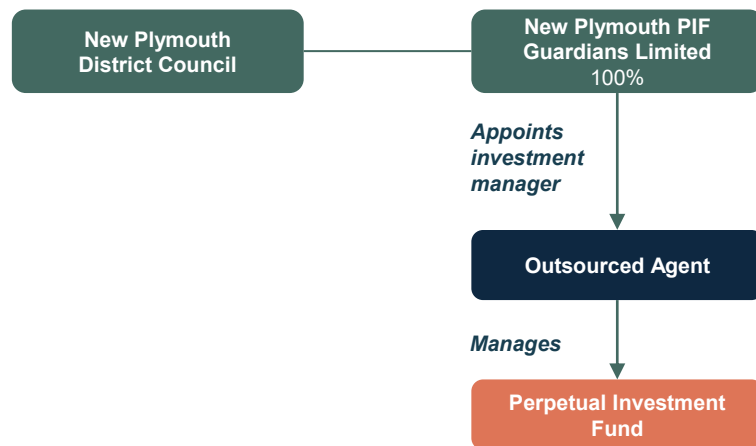 New Plymouth
District Council
New Plymouth PIF
Guardians Limited
100%
Appoints
investment
manager
Outsourced Agent
Manages
Perpetual Investment
Fund